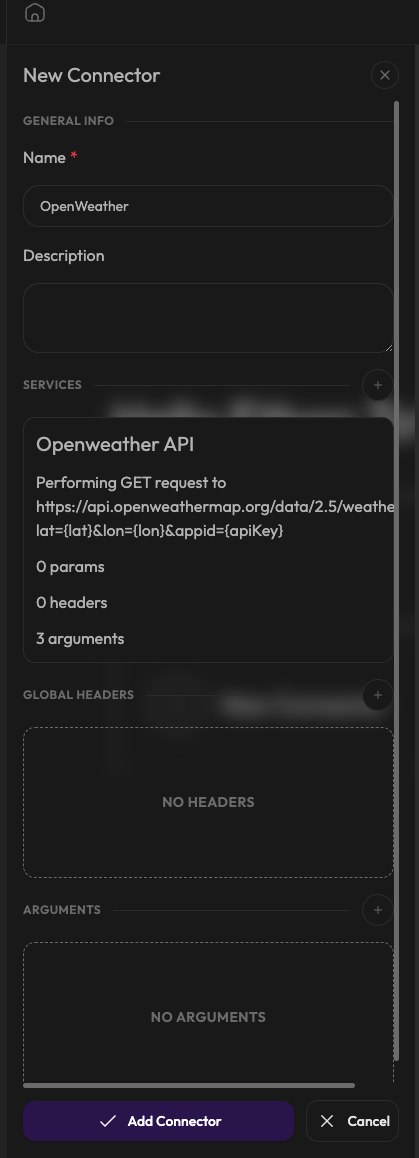 New Connector
GENERAL INFO
Name *
OpenWeather
Description
SERVICES
Openweather API
Performing GET request to
https://api.openweathermap.org/data/2.5/weathe
lat={lat}&lon={lon}&appid={apiKey}
0 params
0 headers
3 arguments
GLOBAL HEADERS
NO HEADERS
ARGUMENTS
NO ARGUMENTS
Add Connector
Cancel